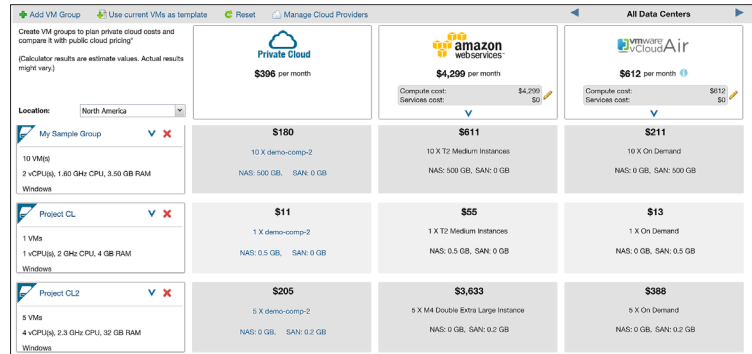 Add VM Group Use current VMs as template Reset Manage Cloud Providers All Data Centers
Create VM groups to plan private cloud costs and
compare it with public cloud pricing*
(Calculator results are estimate values. Actual results
might vary.)
Location: North America
Private Cloud
$396 per month
amazon
webservices™
$4,299 per month
Compute cost: $4,299
Services cost: $0
vmware
vCloud Air
$612 per month
Compute cost: $612
Services cost: $0
My Sample Group
10 VM(s)
2 vCPU(s), 1.60 GHz CPU, 3.50 GB RAM
Windows
$180
10 X demo-comp-2
NAS: 500 GB, SAN: 0 GB
$611
10 X T2 Medium Instances
NAS: 500 GB, SAN: 0 GB
$211
10 X On Demand
NAS: 0 GB, SAN: 500 GB
Project CL
1 VMs
1 vCPU(s), 2 GHz CPU, 4 GB RAM
Windows
$11
1 X demo-comp-2
NAS: 0.5 GB, SAN: 0 GB
$55
1 X T2 Medium Instances
NAS: 0.5 GB, SAN: 0 GB
$13
1 X On Demand
NAS: 0 GB, SAN: 0.5 GB
Project CL2
5 VMs
4 vCPU(s), 2.3 GHz CPU, 32 GB RAM
Windows
$205
5 X demo-comp-2
NAS: 0 GB, SAN: 0.2 GB
$3,633
5 X M4 Double Extra Large Instance
NAS: 0 GB, SAN: 0.2 GB
$388
5 X On Demand
NAS: 0 GB, SAN: 0.2 GB